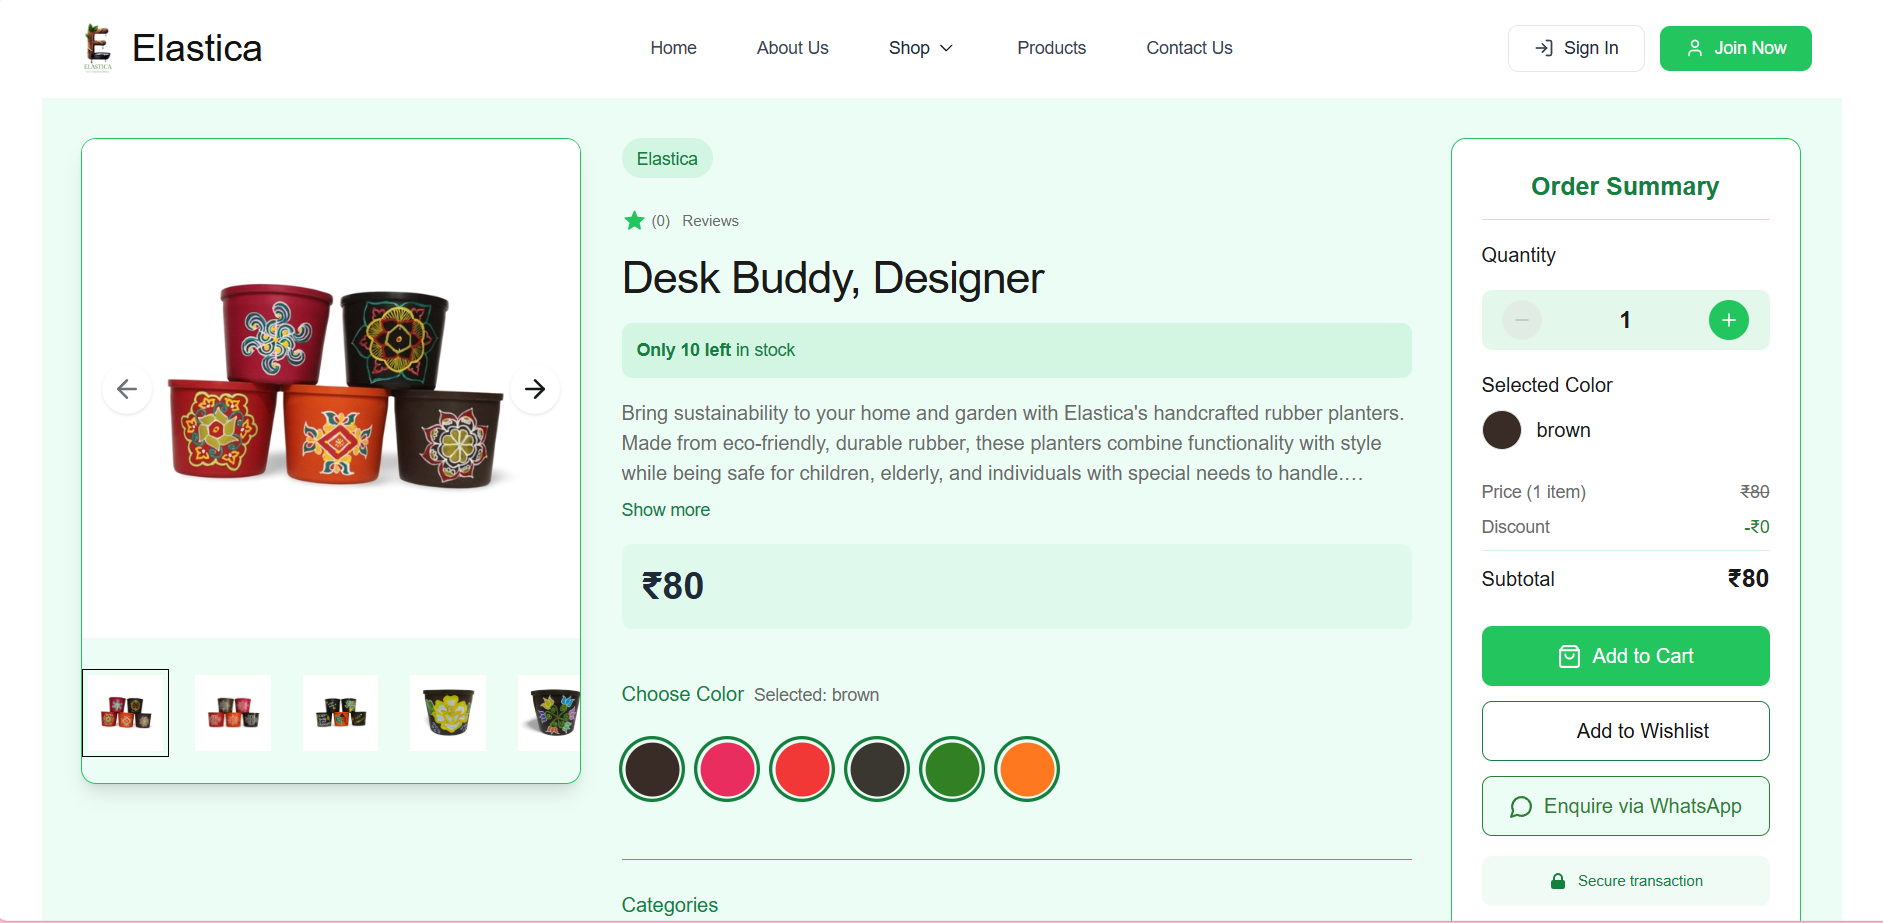 ELASTICA
Elastica
Home
About Us
Shop
Products
Contact Us
Sign In
Join Now
Elastica
(0) Reviews
Desk Buddy, Designer
Only 10 left in stock
Bring sustainability to your home and garden with Elastica's handcrafted rubber planters.
Made from eco-friendly, durable rubber, these planters combine functionality with style
while being safe for children, elderly, and individuals with special needs to handle.…
Show more
₹80
Choose Color Selected: brown
Categories
Order Summary
Quantity
1
Selected Color
brown
Price (1 item) ₹80
Discount -₹0
Subtotal ₹80
Add to Cart
Add to Wishlist
Enquire via WhatsApp
Secure transaction